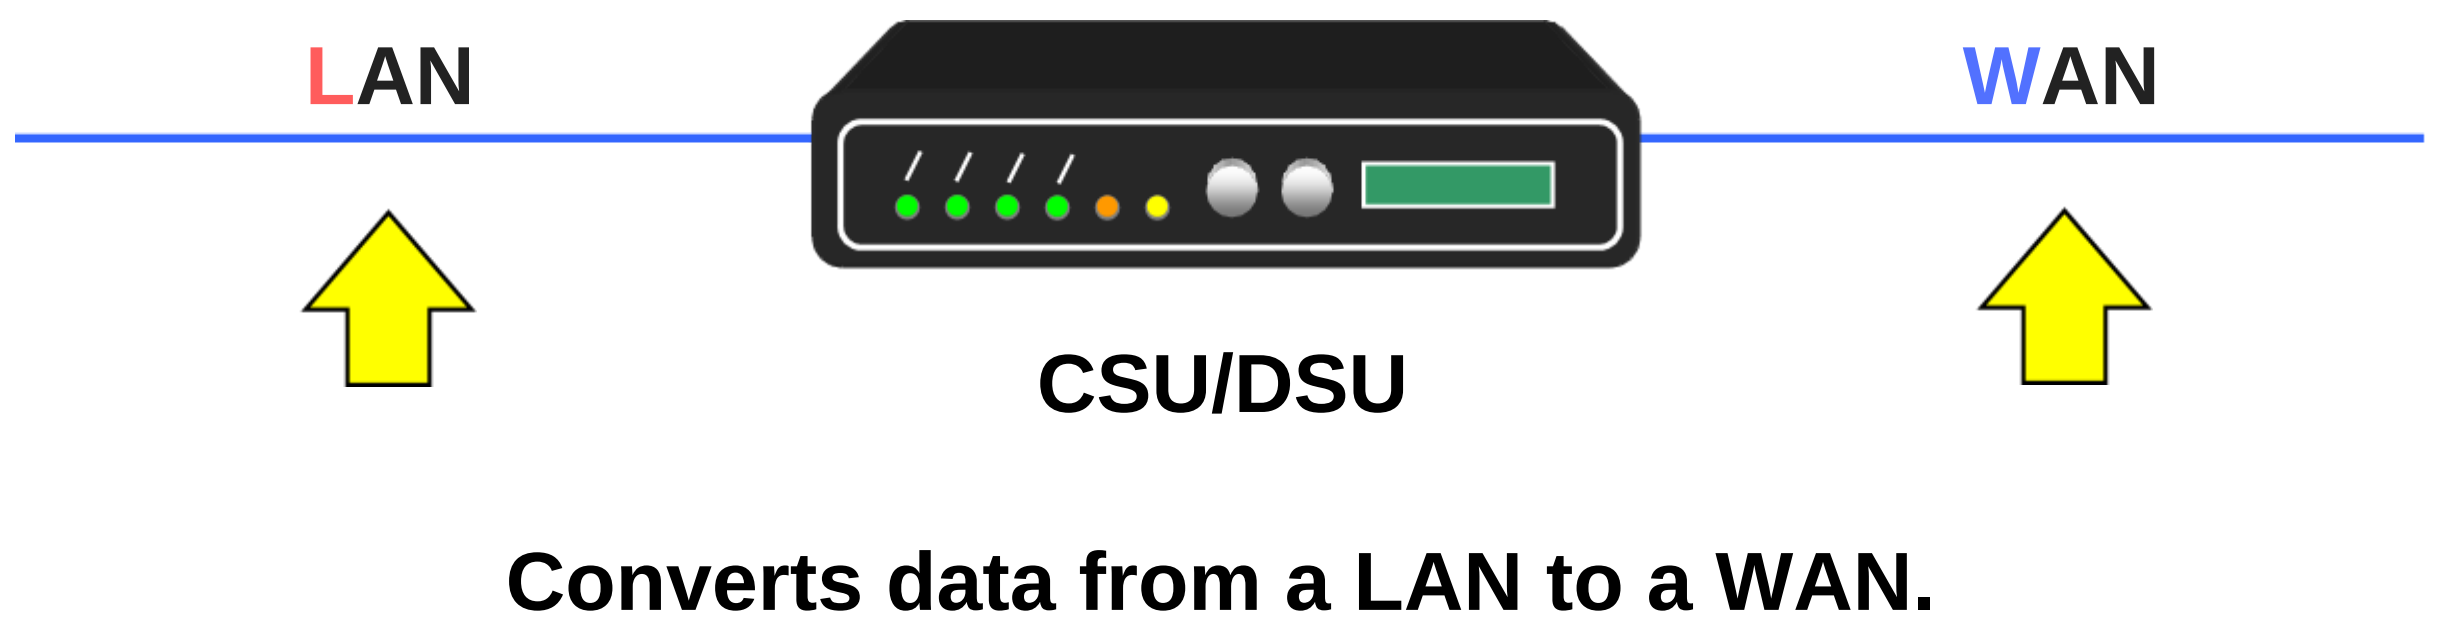 LAN
WAN
CSU/DSU
Converts data from a LAN to a WAN.